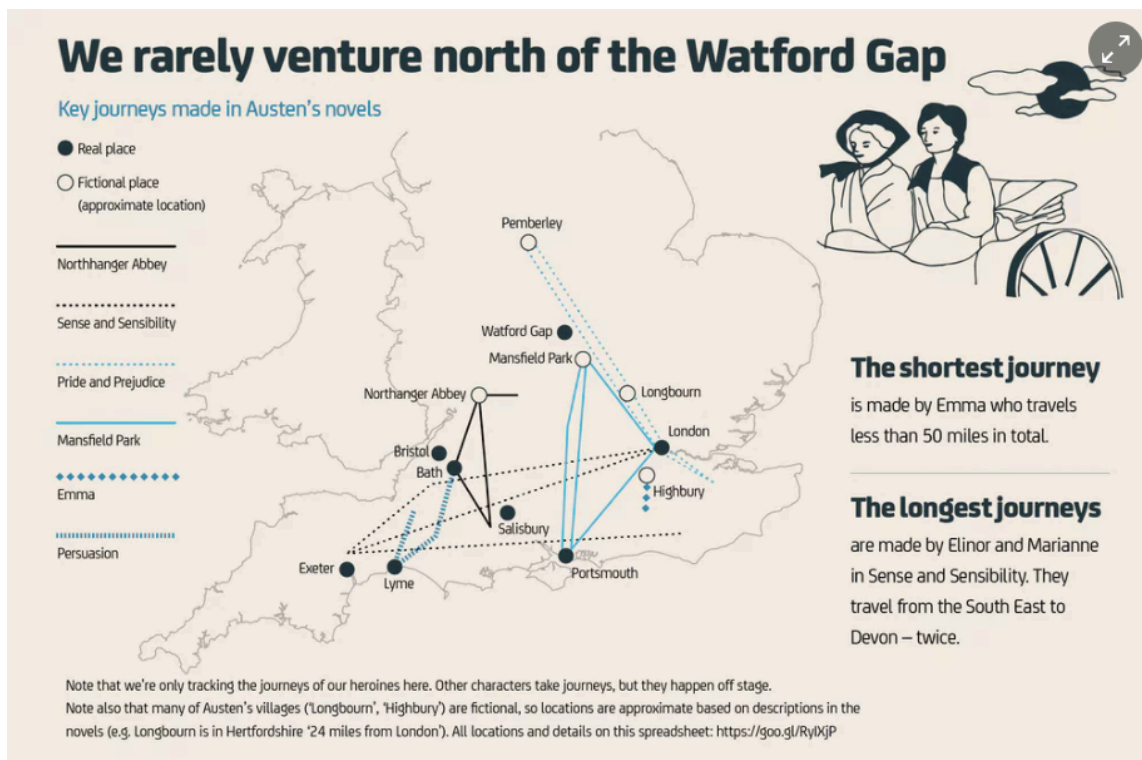 We rarely venture north of the Watford Gap
Key journeys made in Austen's novels
Real place
Fictional place
(approximate location)
Northhanger Abbey
Sense and Sensibility
Pride and Prejudice
Mansfield Park
Emma
Persuasion
Pemberley
Watford Gap
Mansfield Park
Northanger Abbey
Longbourn
London
Bristol
Bath
Highbury
Salisbury
Exeter
Lyme
Portsmouth
The shortest journey
is made by Emma who travels
less than 50 miles in total.
The longest journeys
are made by Elinor and Marianne
in Sense and Sensibility. They
travel from the South East to
Devon – twice.
Note that we're only tracking the journeys of our heroines here. Other characters take journeys, but they happen off stage.
Note also that many of Austen's villages ('Longbourn', 'Highbury') are fictional, so locations are approximate based on descriptions in the
novels (e.g. Longbourn is in Hertfordshire '24 miles from London'). All locations and details on this spreadsheet: https://goo.gl/RylXjP